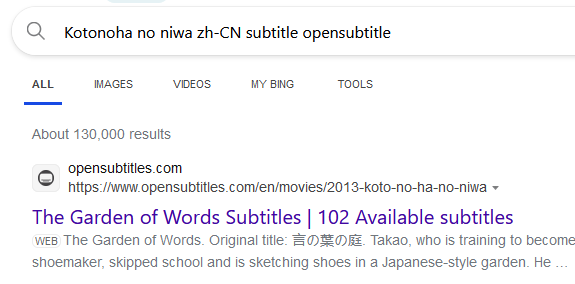 Kotonoha no niwa zh-CN subtitle opensubtitle
ALL IMAGES VIDEOS MY BING TOOLS
About 130,000 results
opensubtitles.com
https://www.opensubtitles.com/en/movies/2013-koto-no-ha-no-niwa
The Garden of Words Subtitles | 102 Available subtitles
WEB The Garden of Words. Original title: 言の葉の庭. Takao, who is training to become
shoemaker, skipped school and is sketching shoes in a Japanese-style garden. He ...